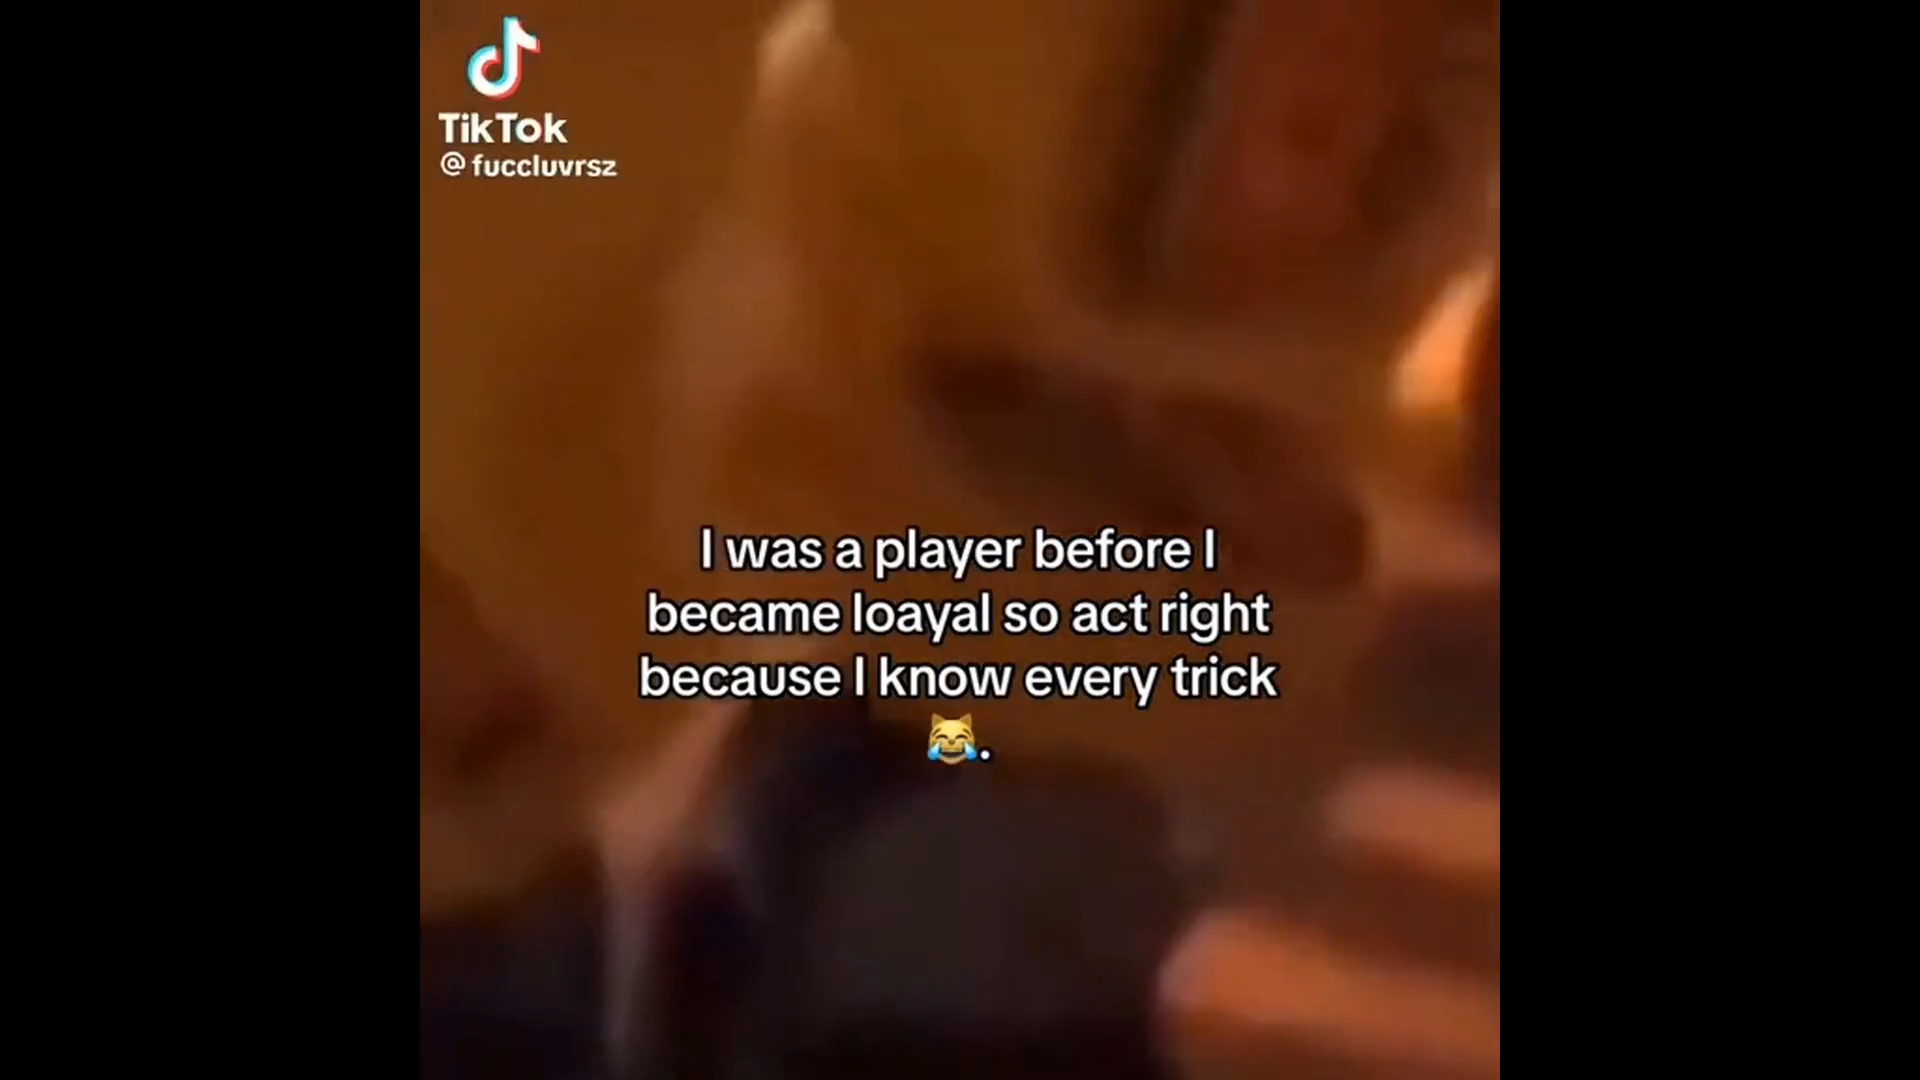 TikTok
@fuccluvrsz
I was a player before I
became loayal so act right
because I know every trick
😹.